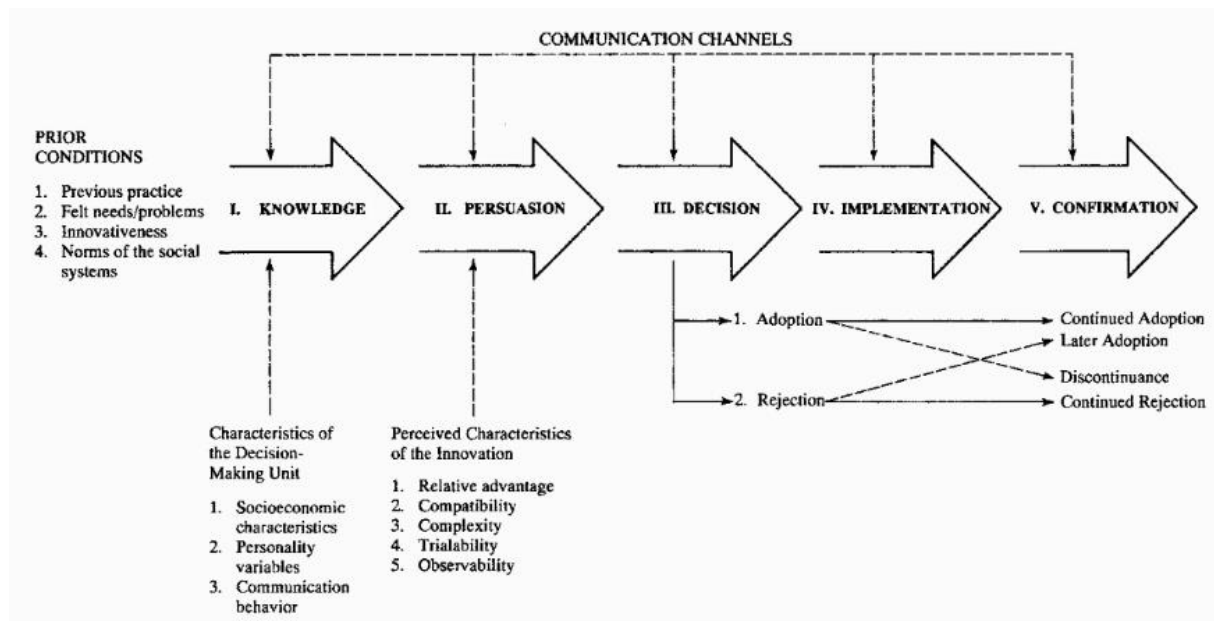 COMMUNICATION CHANNELS
PRIOR
CONDITIONS
1. Previous practice
2. Felt needs/problems
3. Innovativeness
4. Norms of the social
systems
I. KNOWLEDGE
II. PERSUASION
III. DECISION
IV. IMPLEMENTATION
V. CONFIRMATION
1. Adoption
2. Rejection
Continued Adoption
Later Adoption
Discontinuance
Continued Rejection
Characteristics of
the Decision-
Making Unit
1. Socioeconomic
characteristics
2. Personality
variables
3. Communication
behavior
Perceived Characteristics
of the Innovation
1. Relative advantage
2. Compatibility
3. Complexity
4. Trialability
5. Observability